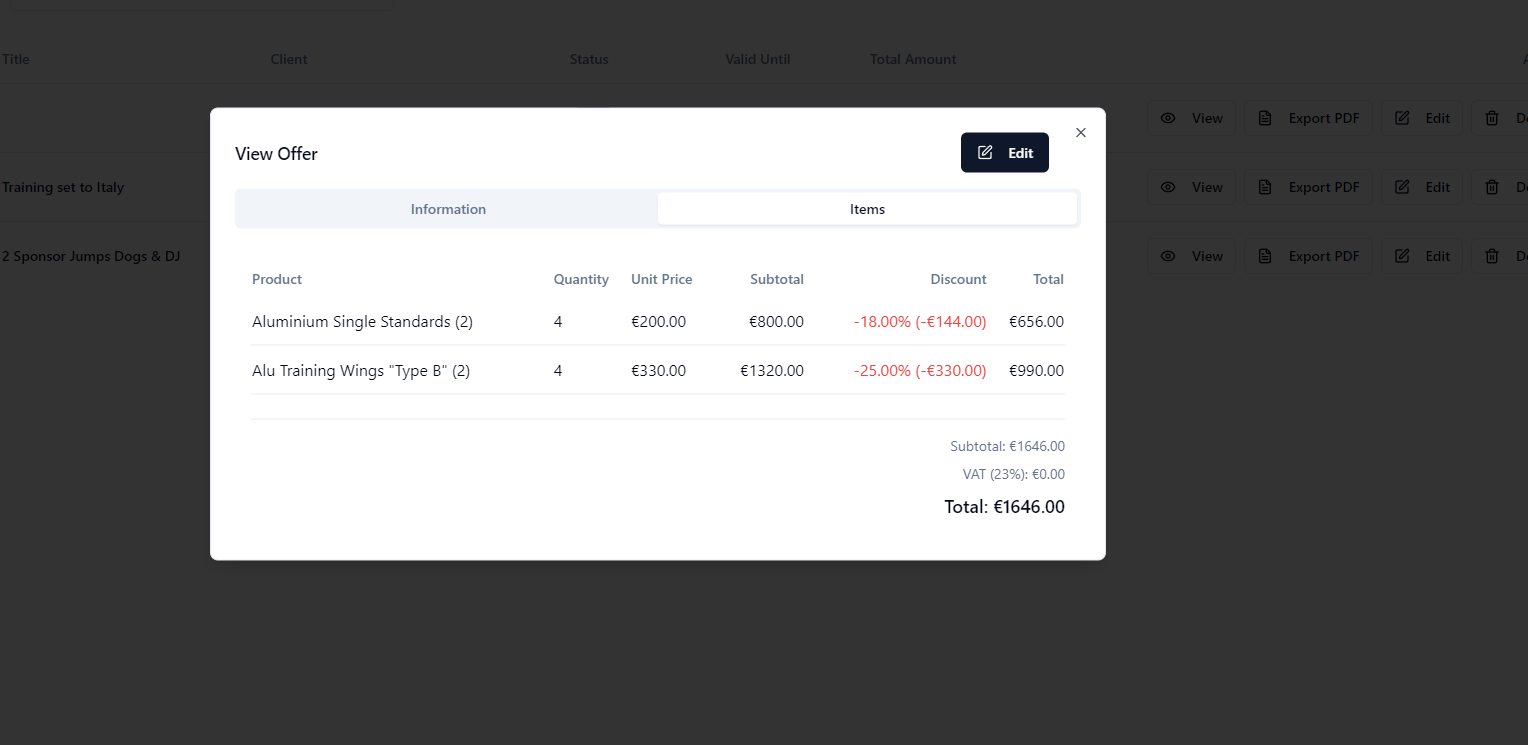 Title Client Status Valid Until Total Amount
View Export PDF Edit
View Offer Edit
Training set to Italy View Export PDF Edit
Information Items
2 Sponsor Jumps Dogs & DJ View Export PDF Edit
Product Quantity Unit Price Subtotal Discount Total
Aluminium Single Standards (2) 4 €200.00 €800.00 -18.00% (-€144.00) €656.00
Alu Training Wings "Type B" (2) 4 €330.00 €1320.00 -25.00% (-€330.00) €990.00
Subtotal: €1646.00
VAT (23%): €0.00
Total: €1646.00